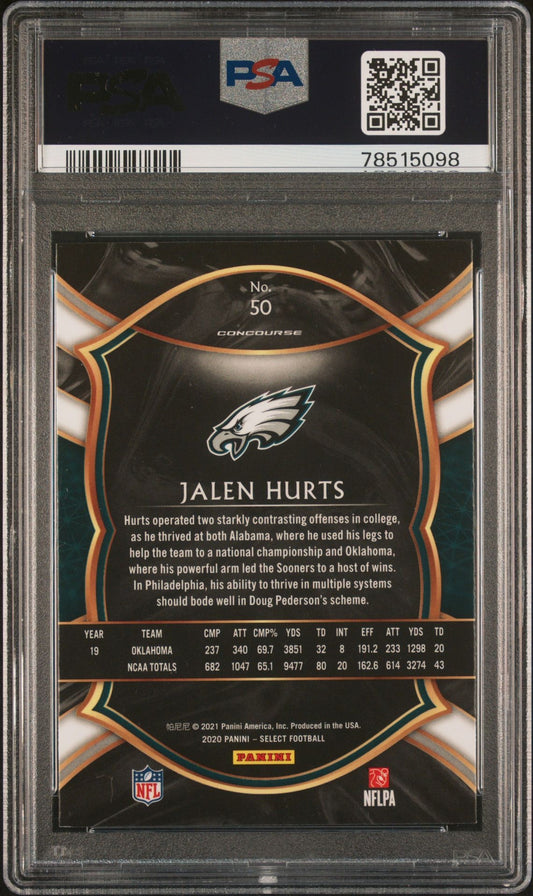 PSA
PSA
78515098
No.
50
CONCOURSE
JALEN HURTS
Hurts operated two starkly contrasting offenses in college,
as he thrived at both Alabama, where he used his legs to
help the team to a national championship and Oklahoma,
where his powerful arm led the Sooners to a host of wins.
In Philadelphia, his ability to thrive in multiple systems
should bode well in Doug Pederson's scheme.
YEAR TEAM CMP ATT CMP% YDS TD INT EFF ATT YDS TD
19 OKLAHOMA 237 340 69.7 3851 32 8 191.2 233 1298 20
NCAA TOTALS 682 1047 65.1 9477 80 20 162.6 614 3274 43
帕尼尼 © 2021 Panini America, Inc. Produced in the USA.
2020 PANINI – SELECT FOOTBALL
PANINI
NFL
NFLPA
PSA